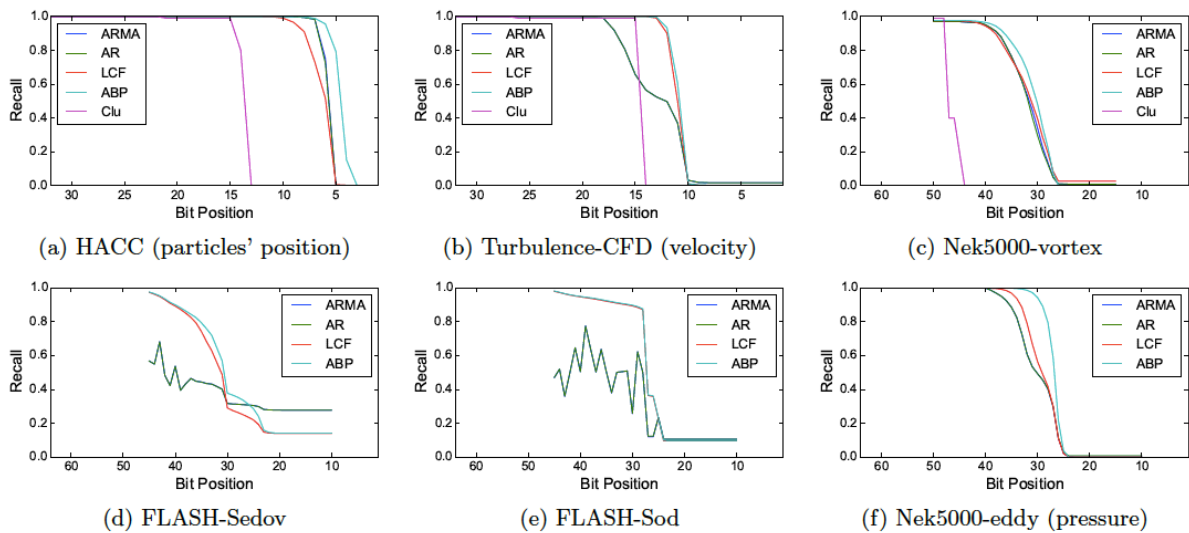 1.0
0.8
0.6
0.4
0.2
0.0
Recall
ARMA
AR
LCF
ABP
Clu
30 25 20 15 10 5
Bit Position
(a) HACC (particles' position)
1.0
0.8
0.6
0.4
0.2
0.0
Recall
ARMA
AR
LCF
ABP
Clu
30 25 20 15 10 5
Bit Position
(b) Turbulence-CFD (velocity)
1.0
0.8
0.6
0.4
0.2
0.0
Recall
ARMA
AR
LCF
ABP
Clu
60 50 40 30 20 10
Bit Position
(c) Nek5000-vortex
1.0
0.8
0.6
0.4
0.2
0.0
Recall
ARMA
AR
LCF
ABP
60 50 40 30 20 10
Bit Position
(d) FLASH-Sedov
1.0
0.8
0.6
0.4
0.2
0.0
Recall
ARMA
AR
LCF
ABP
60 50 40 30 20 10
Bit Position
(e) FLASH-Sod
1.0
0.8
0.6
0.4
0.2
0.0
Recall
ARMA
AR
LCF
ABP
60 50 40 30 20 10
Bit Position
(f) Nek5000-eddy (pressure)